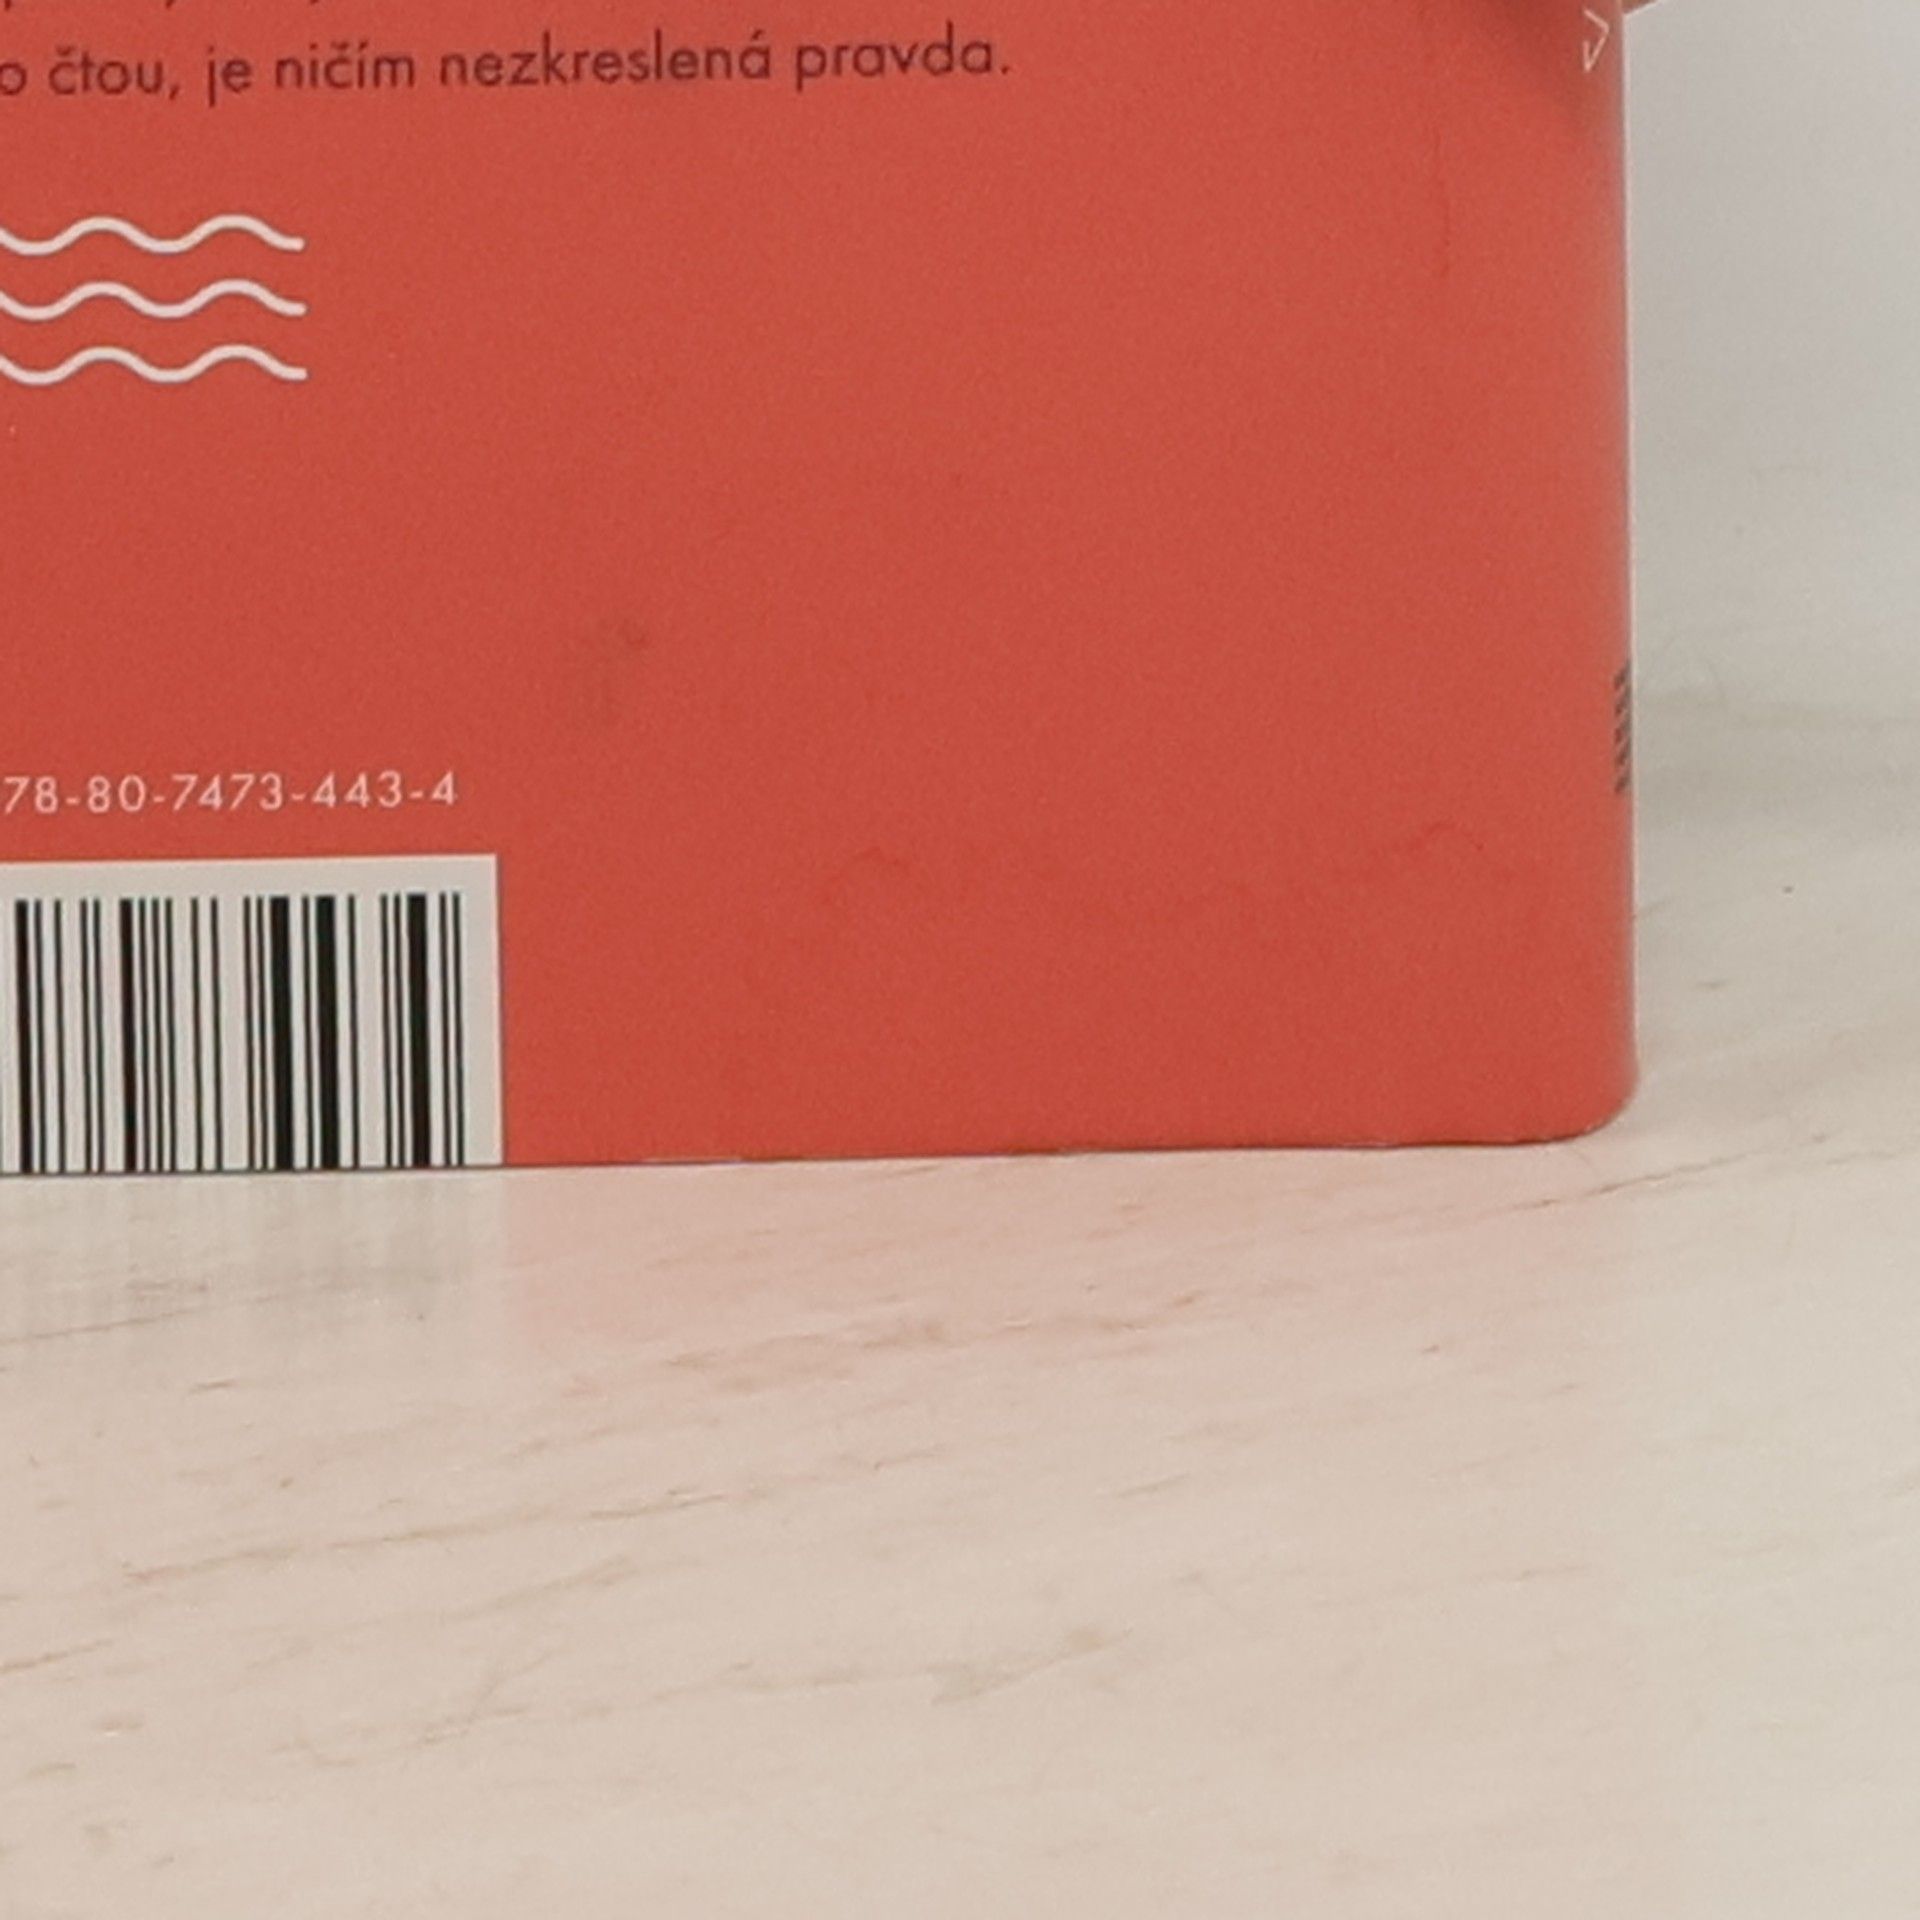 o čtou, je ničím nezkreslená pravda.
78-80-7473-443-4